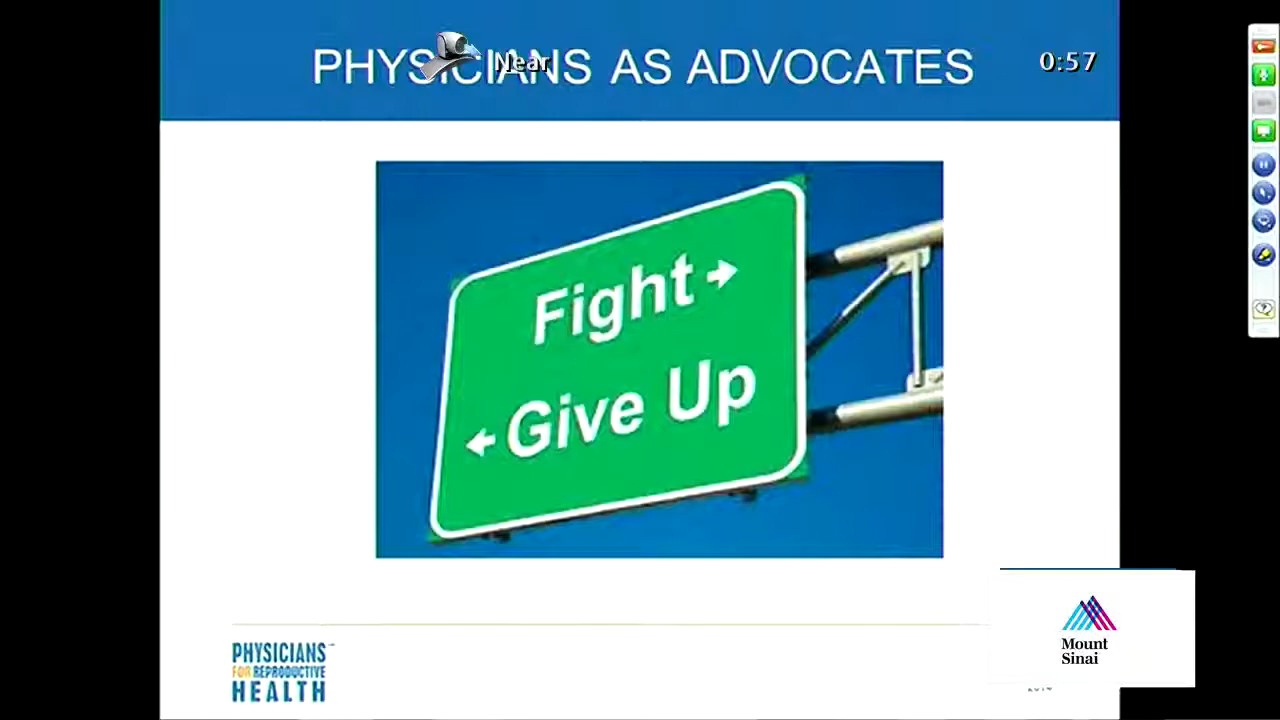 PHYSICIANS AS ADVOCATES
Near
0:57
Fight →
← Give Up
PHYSICIANS
FOR REPRODUCTIVE
HEALTH
Mount
Sinai